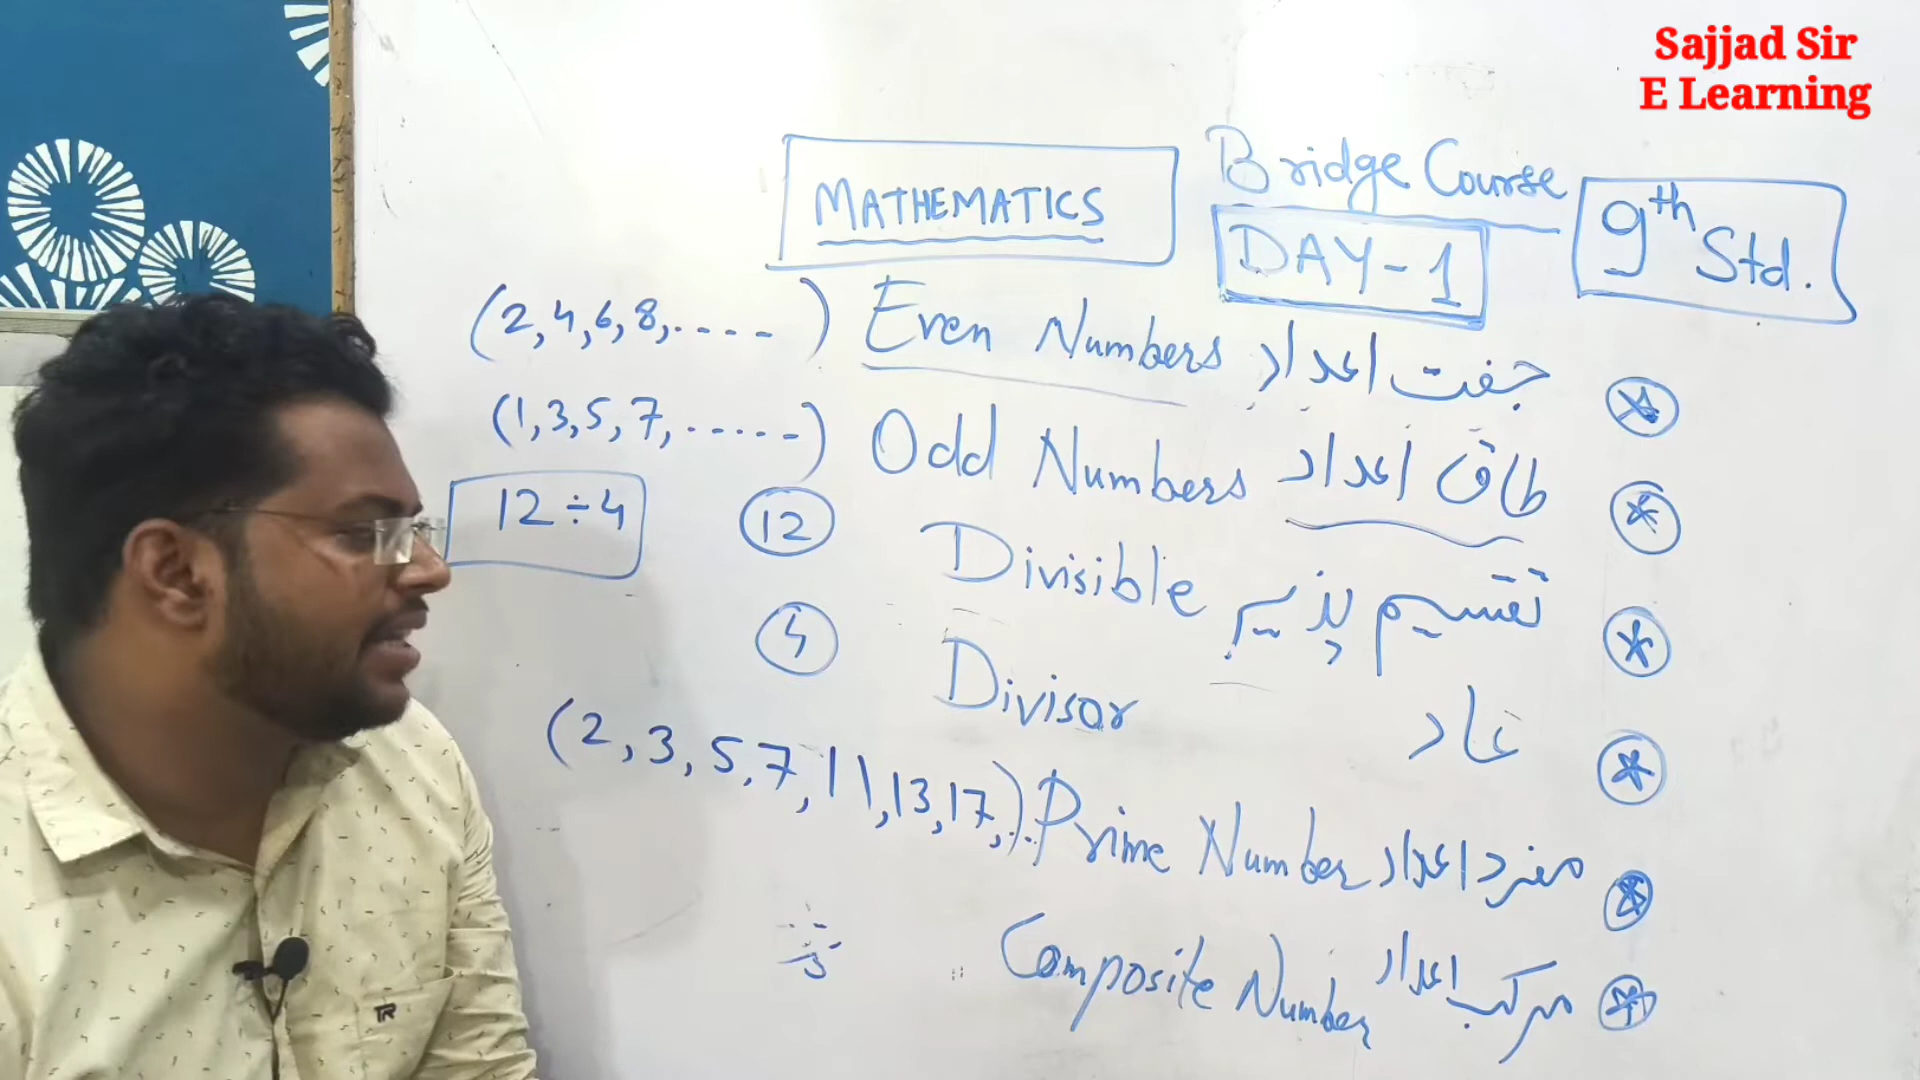 Sajjad Sir
E Learning
MATHEMATICS
Bridge Course
DAY-1
9th Std.
(2,4,6,8,.....) Even Numbers جفت اعداد
(1,3,5,7,......) Odd Numbers طاق اعداد
12÷4 12 Divisible تقسیم پذیر
4 Divisor عاد
(2,3,5,7,11,13,17,..) Prime Number مفرد اعداد
Composite Number مرکب اعداد
TR